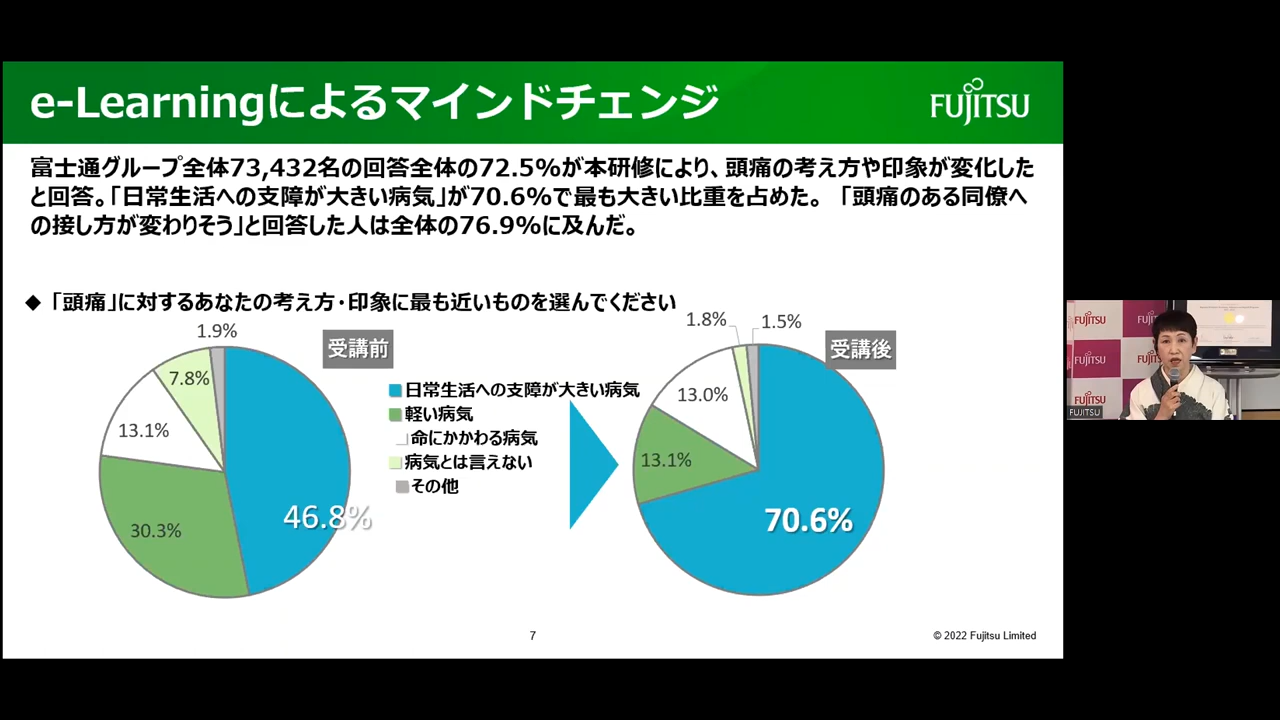 e-Learningによるマインドチェンジ
FUJITSU
富士通グループ全体73,432名の回答全体の72.5%が本研修により、頭痛の考え方や印象が変化した
と回答。「日常生活への支障が大きい病気」が70.6%で最も大きい比重を占めた。 「頭痛のある同僚へ
の接し方が変わりそう」と回答した人は全体の76.9%に及んだ。
◆ 「頭痛」に対するあなたの考え方・印象に最も近いものを選んでください
受講前
1.9%
7.8%
13.1%
30.3%
46.8%
日常生活への支障が大きい病気
軽い病気
命にかかわる病気
病気とは言えない
その他
受講後
1.8%
1.5%
13.0%
13.1%
70.6%
7
© 2022 Fujitsu Limited
FUJITSU
FUJITSU
FUJITSU
FUJITSU
FUJITSU